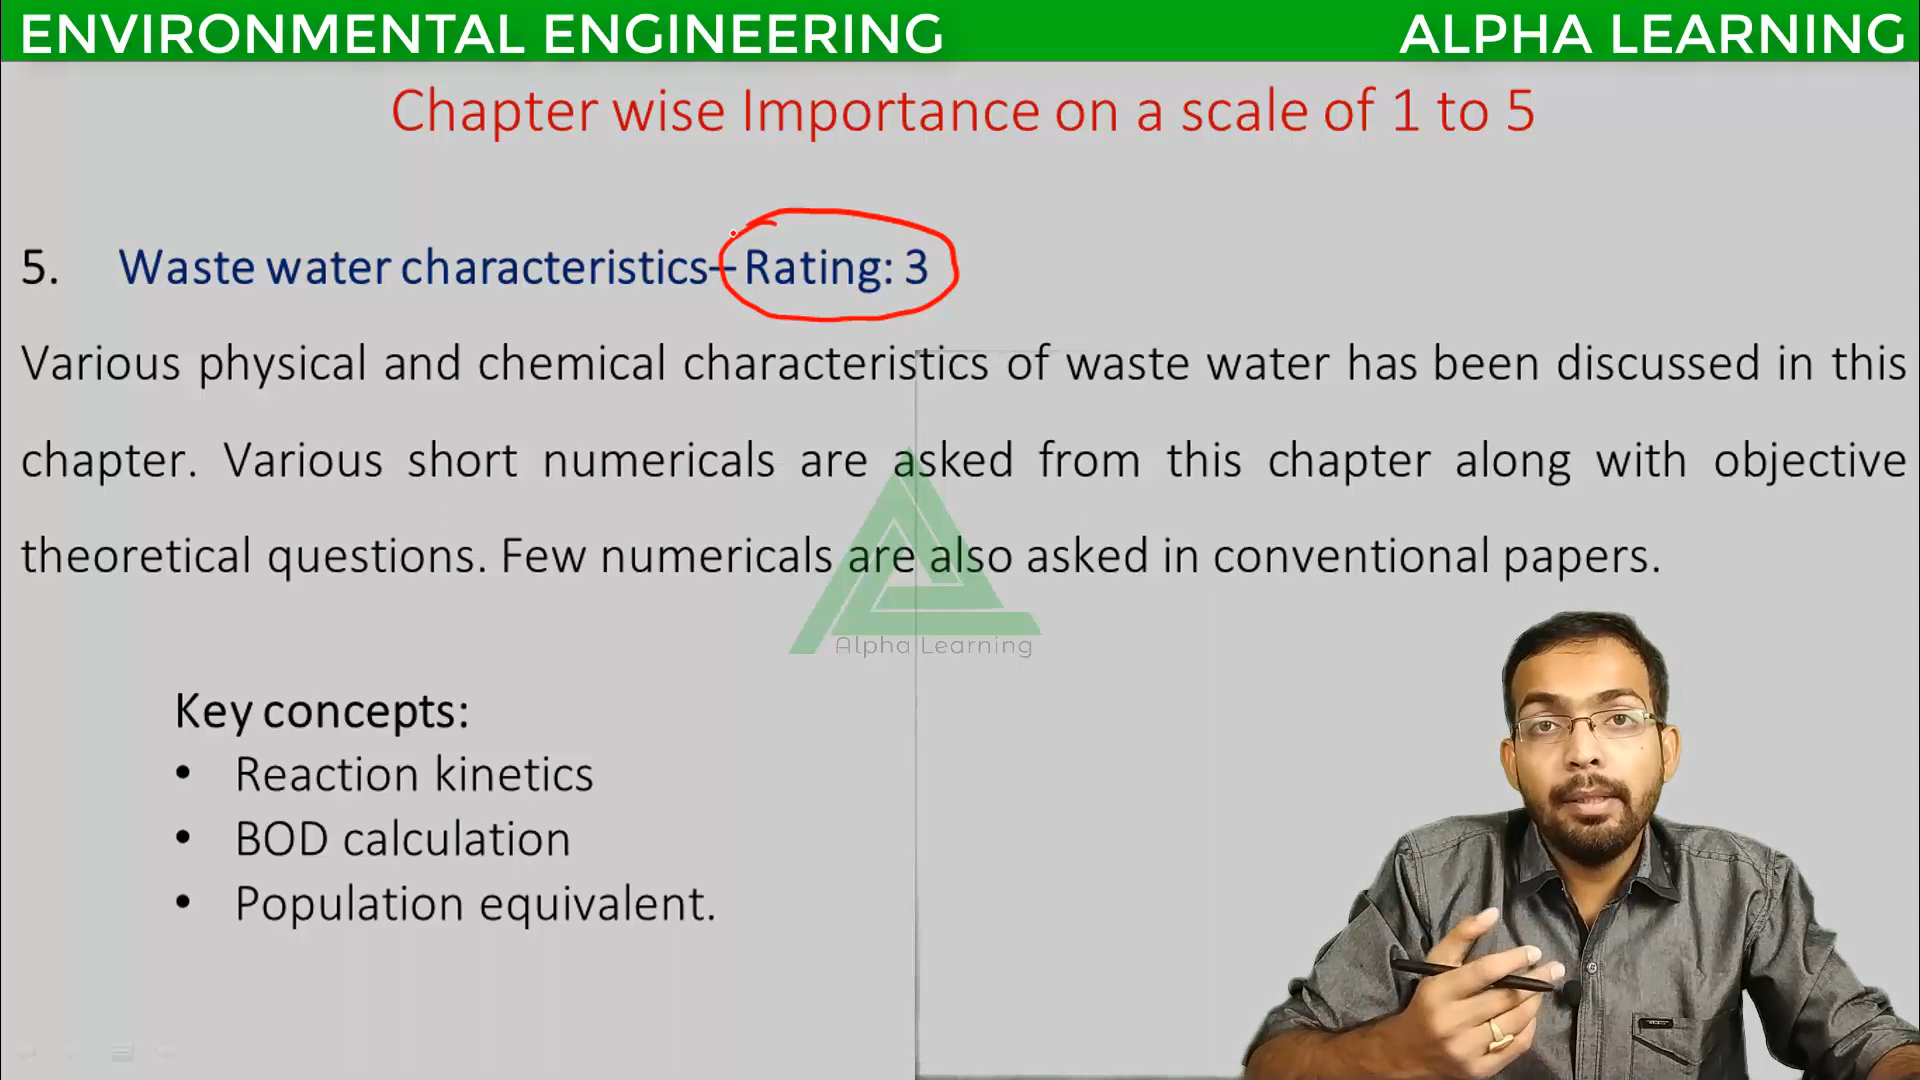 ENVIRONMENTAL ENGINEERING
ALPHA LEARNING
Chapter wise Importance on a scale of 1 to 5
5. Waste water characteristics– Rating: 3
Various physical and chemical characteristics of waste water has been discussed in this
chapter. Various short numericals are asked from this chapter along with objective
theoretical questions. Few numericals are also asked in conventional papers.
Alpha Learning
Key concepts:
• Reaction kinetics
• BOD calculation
• Population equivalent.